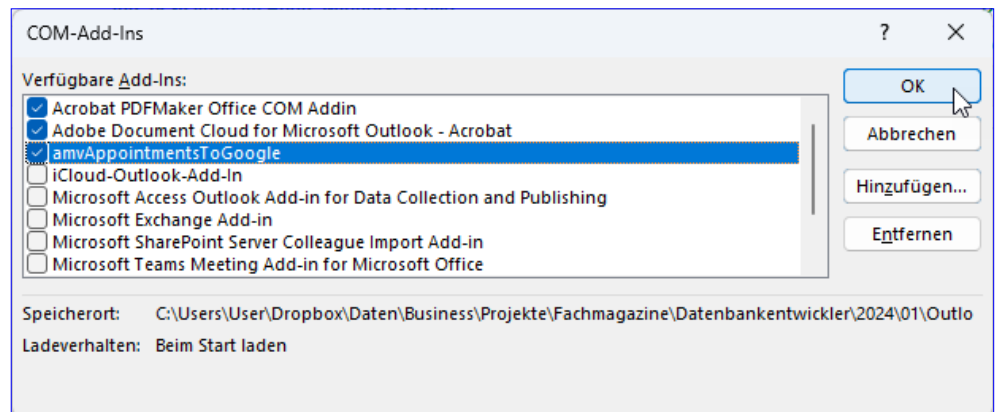 COM-Add-Ins
Verfügbare Add-Ins:
Acrobat PDFMaker Office COM Addin
Adobe Document Cloud for Microsoft Outlook - Acrobat
amvAppointmentsToGoogle
iCloud-Outlook-Add-In
Microsoft Access Outlook Add-in for Data Collection and Publishing
Microsoft Exchange Add-in
Microsoft SharePoint Server Colleague Import Add-in
Microsoft Teams Meeting Add-in for Microsoft Office
OK
Abbrechen
Hinzufügen...
Entfernen
Speicherort: C:\Users\User\Dropbox\Daten\Business\Projekte\Fachmagazine\Datenbankentwickler\2024\01\Outlo
Ladeverhalten: Beim Start laden